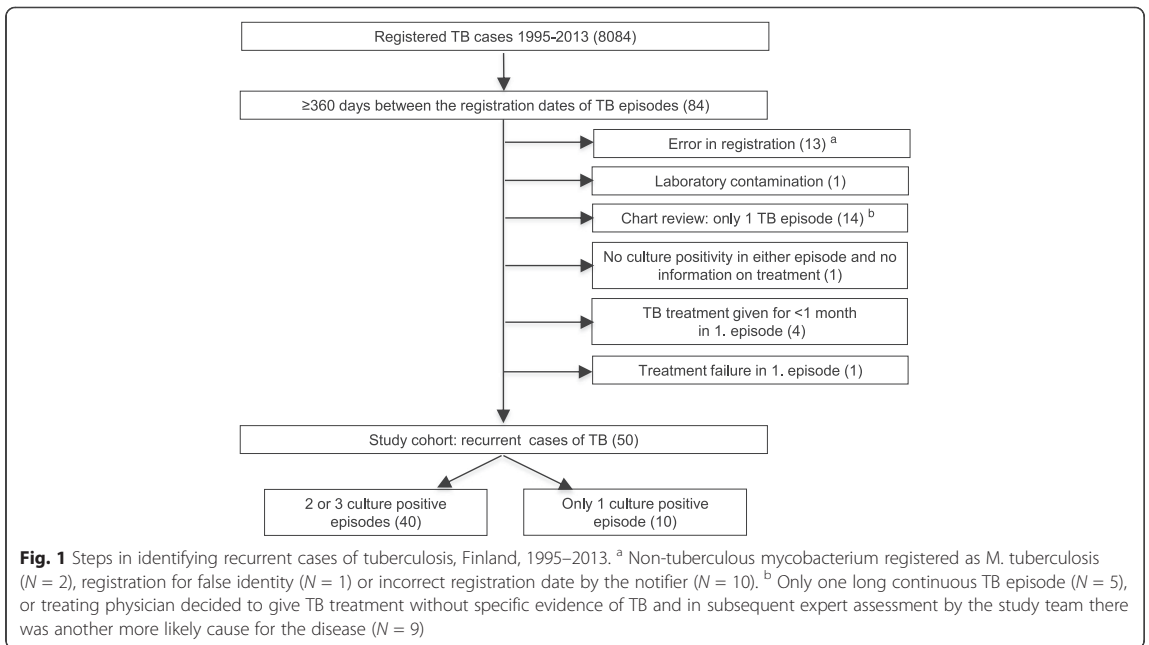 Registered TB cases 1995-2013 (8084)
≥360 days between the registration dates of TB episodes (84)
Error in registration (13) a
Laboratory contamination (1)
Chart review: only 1 TB episode (14) b
No culture positivity in either episode and no
information on treatment (1)
TB treatment given for <1 month
in 1. episode (4)
Treatment failure in 1. episode (1)
Study cohort: recurrent cases of TB (50)
2 or 3 culture positive
episodes (40)
Only 1 culture positive
episode (10)
Fig. 1 Steps in identifying recurrent cases of tuberculosis, Finland, 1995–2013. a Non-tuberculous mycobacterium registered as M. tuberculosis
(N = 2), registration for false identity (N = 1) or incorrect registration date by the notifier (N = 10). b Only one long continuous TB episode (N = 5),
or treating physician decided to give TB treatment without specific evidence of TB and in subsequent expert assessment by the study team there
was another more likely cause for the disease (N = 9)